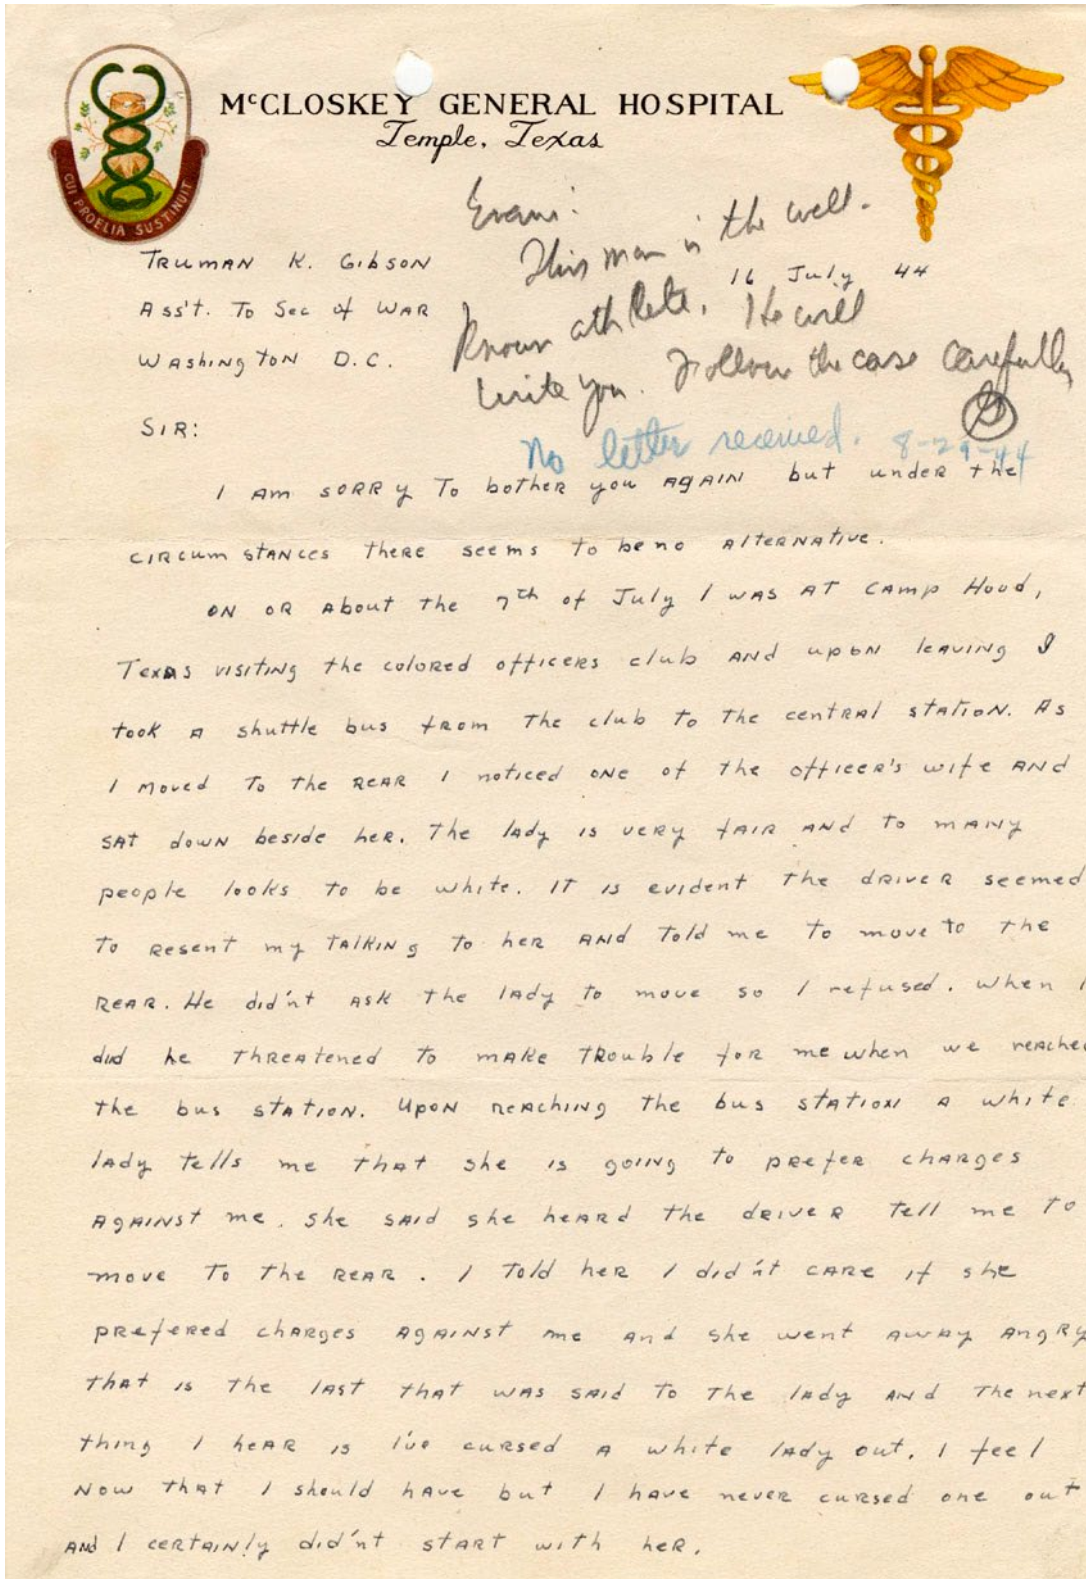 McCLOSKEY GENERAL HOSPITAL
Temple, Texas
CUI PROELIA SUSTINUIT
Evans:
This man is the well-
known athlete. He will
write you. Follow the case carefully
G
No letter received. 8-29-44
16 July 44
TRUMAN K. GIBSON
Ass't. To Sec of WAR
WAshingTON D.C.
SIR:
I AM SORRY To bother you AgAIN but under the
circumstANces there seems to be no AlterNAtive.
ON OR About the 7th of July I WAS AT CAMP Hood,
TexAs visiting the colored officers club AND upon leAving I
took A shuttle bus from the club to the central station. As
I moved To the REAR I noticed ONE of the officer's wife AND
SAT down beside her. The lAdy is very fAIR AND to MANy
people looks to be white. IT is evident the driver seemed
to resent my TAlKINg to her AND told me to move to the
REAR. He did'nt ASK the lAdy to move so I refused. When I
did he THREAtened to MAKE TRouble for me when we reAched
the bus stATION. UpoN reAching the bus stATION A white
lAdy tells me thAt she is going to prefer chARges
AgAINst me. She sAId she heARd the driver tell me to
move To the REAR. I Told her I did'nt CARE if she
prefered chARges AgAINst me And she went AwAy ANgRy
thAt is the lAst thAt wAs sAId To The lAdy AND The next
thing I heAR is I've cursed A white lAdy out. I feel
Now thAt I should hAve but I hAve never cursed one out
AND I certAINly did'nt stARt with heR.